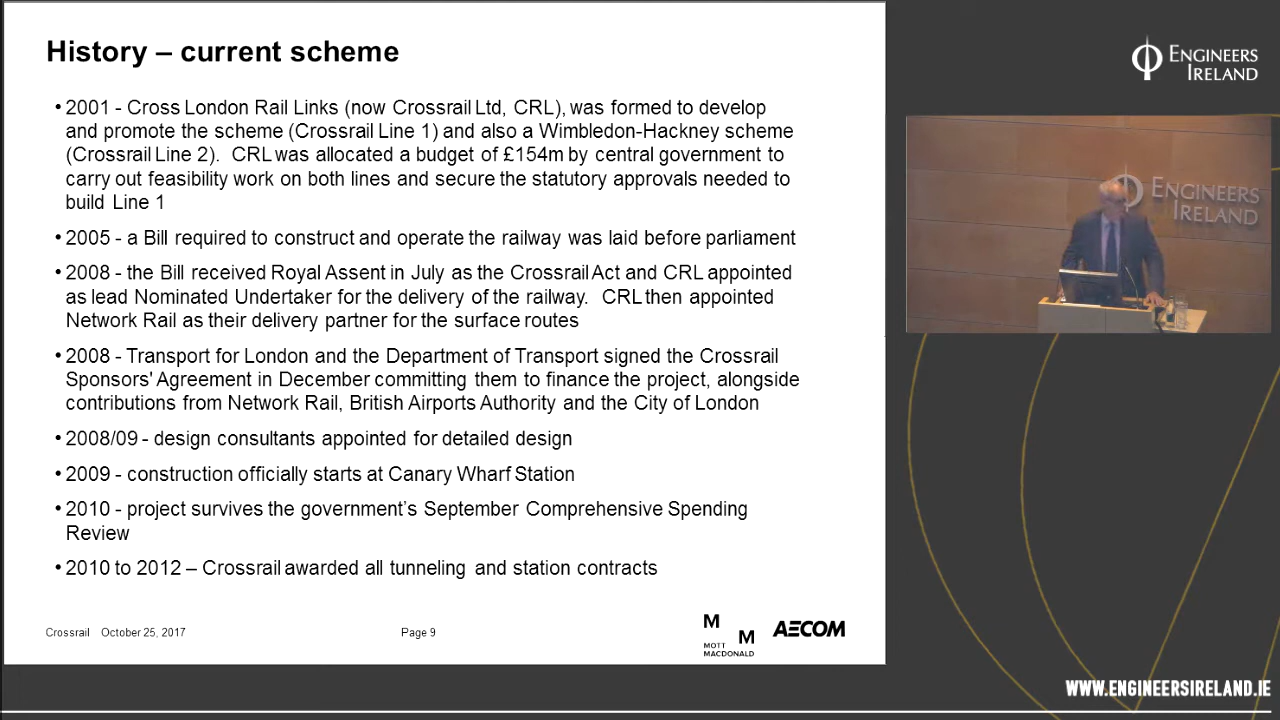 History – current scheme
• 2001 - Cross London Rail Links (now Crossrail Ltd, CRL), was formed to develop
and promote the scheme (Crossrail Line 1) and also a Wimbledon-Hackney scheme
(Crossrail Line 2). CRL was allocated a budget of £154m by central government to
carry out feasibility work on both lines and secure the statutory approvals needed to
build Line 1
• 2005 - a Bill required to construct and operate the railway was laid before parliament
• 2008 - the Bill received Royal Assent in July as the Crossrail Act and CRL appointed
as lead Nominated Undertaker for the delivery of the railway. CRL then appointed
Network Rail as their delivery partner for the surface routes
• 2008 - Transport for London and the Department of Transport signed the Crossrail
Sponsors' Agreement in December committing them to finance the project, alongside
contributions from Network Rail, British Airports Authority and the City of London
• 2008/09 - design consultants appointed for detailed design
• 2009 - construction officially starts at Canary Wharf Station
• 2010 - project survives the government’s September Comprehensive Spending
Review
• 2010 to 2012 – Crossrail awarded all tunneling and station contracts
Crossrail October 25, 2017
Page 9
M
M
MOTT
MACDONALD
AECOM
ENGINEERS
IRELAND
ENGINEERS
IRELAND
WWW.ENGINEERSIRELAND.IE